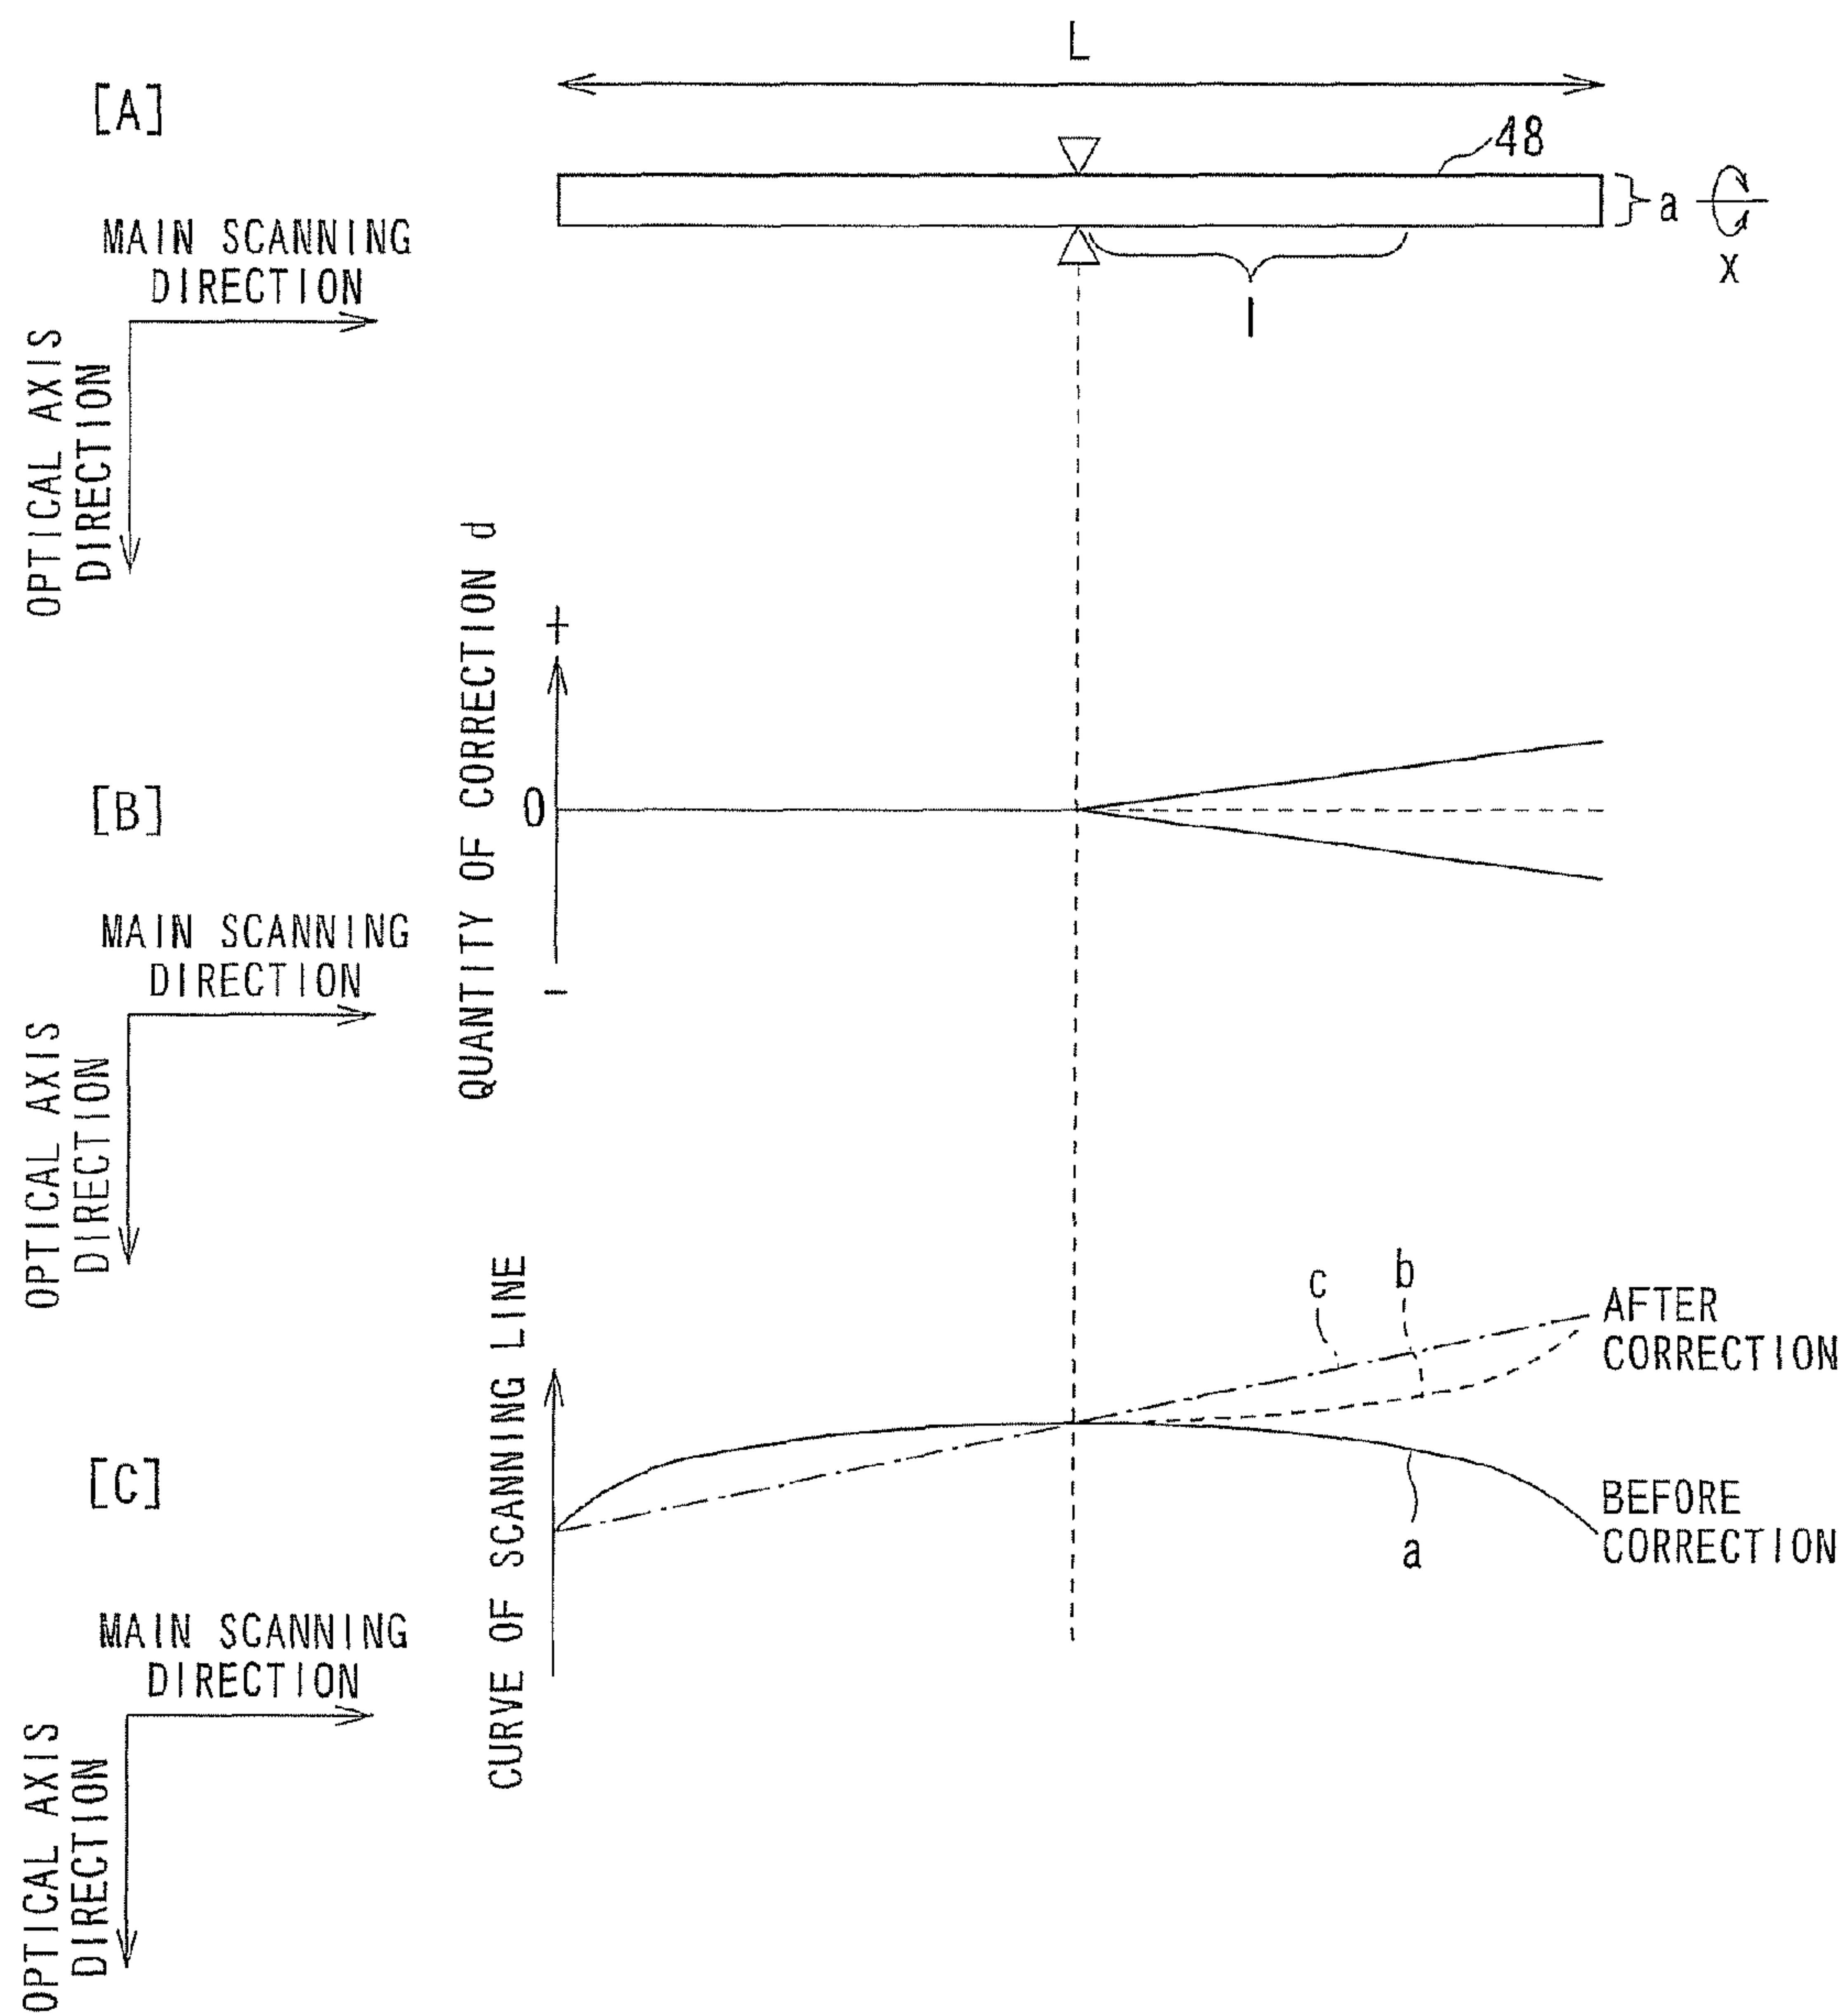 L
[A]
48
a
x
l
MAIN SCANNING
DIRECTION
OPTICAL AXIS
DIRECTION
QUANTITY OF CORRECTION d
+
0
-
[B]
MAIN SCANNING
DIRECTION
OPTICAL AXIS
DIRECTION
CURVE OF SCANNING LINE
c
b
AFTER
CORRECTION
[C]
a
BEFORE
CORRECTION
MAIN SCANNING
DIRECTION
OPTICAL AXIS
DIRECTION